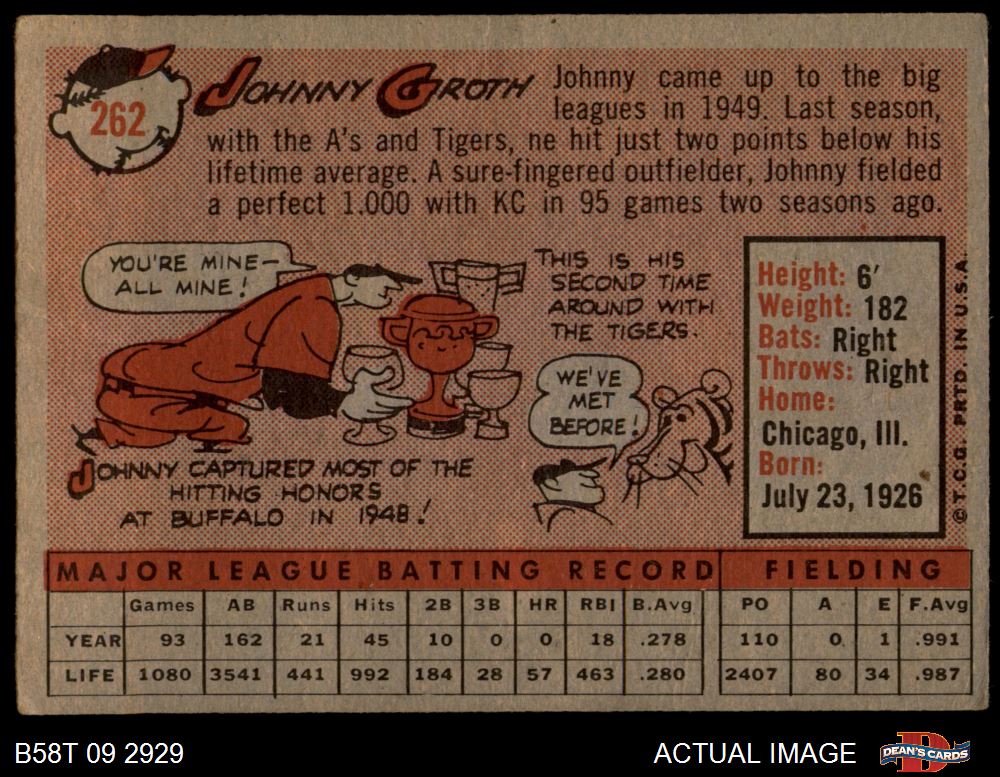 262
JOHNNY GROTH
Johnny came up to the big
leagues in 1949. Last season,
with the A's and Tigers, ne hit just two points below his
lifetime average. A sure-fingered outfielder, Johnny fielded
a perfect 1.000 with KC in 95 games two seasons ago.
YOU'RE MINE—
ALL MINE!
JOHNNY CAPTURED MOST OF THE
HITTING HONORS
AT BUFFALO IN 1948!
THIS IS HIS
SECOND TIME
AROUND WITH
THE TIGERS.
WE'VE
MET
BEFORE!
Height: 6'
Weight: 182
Bats: Right
Throws: Right
Home:
Chicago, Ill.
Born:
July 23, 1926
© T.C.G. PRTD. IN U.S.A.
MAJOR LEAGUE BATTING RECORD FIELDING
Games AB Runs Hits 2B 3B HR RBI B.Avg PO A E F.Avg
YEAR 93 162 21 45 10 0 0 18 .278 110 0 1 .991
LIFE 1080 3541 441 992 184 28 57 463 .280 2407 80 34 .987
B58T 09 2929
ACTUAL IMAGE
DEAN'S CARDS